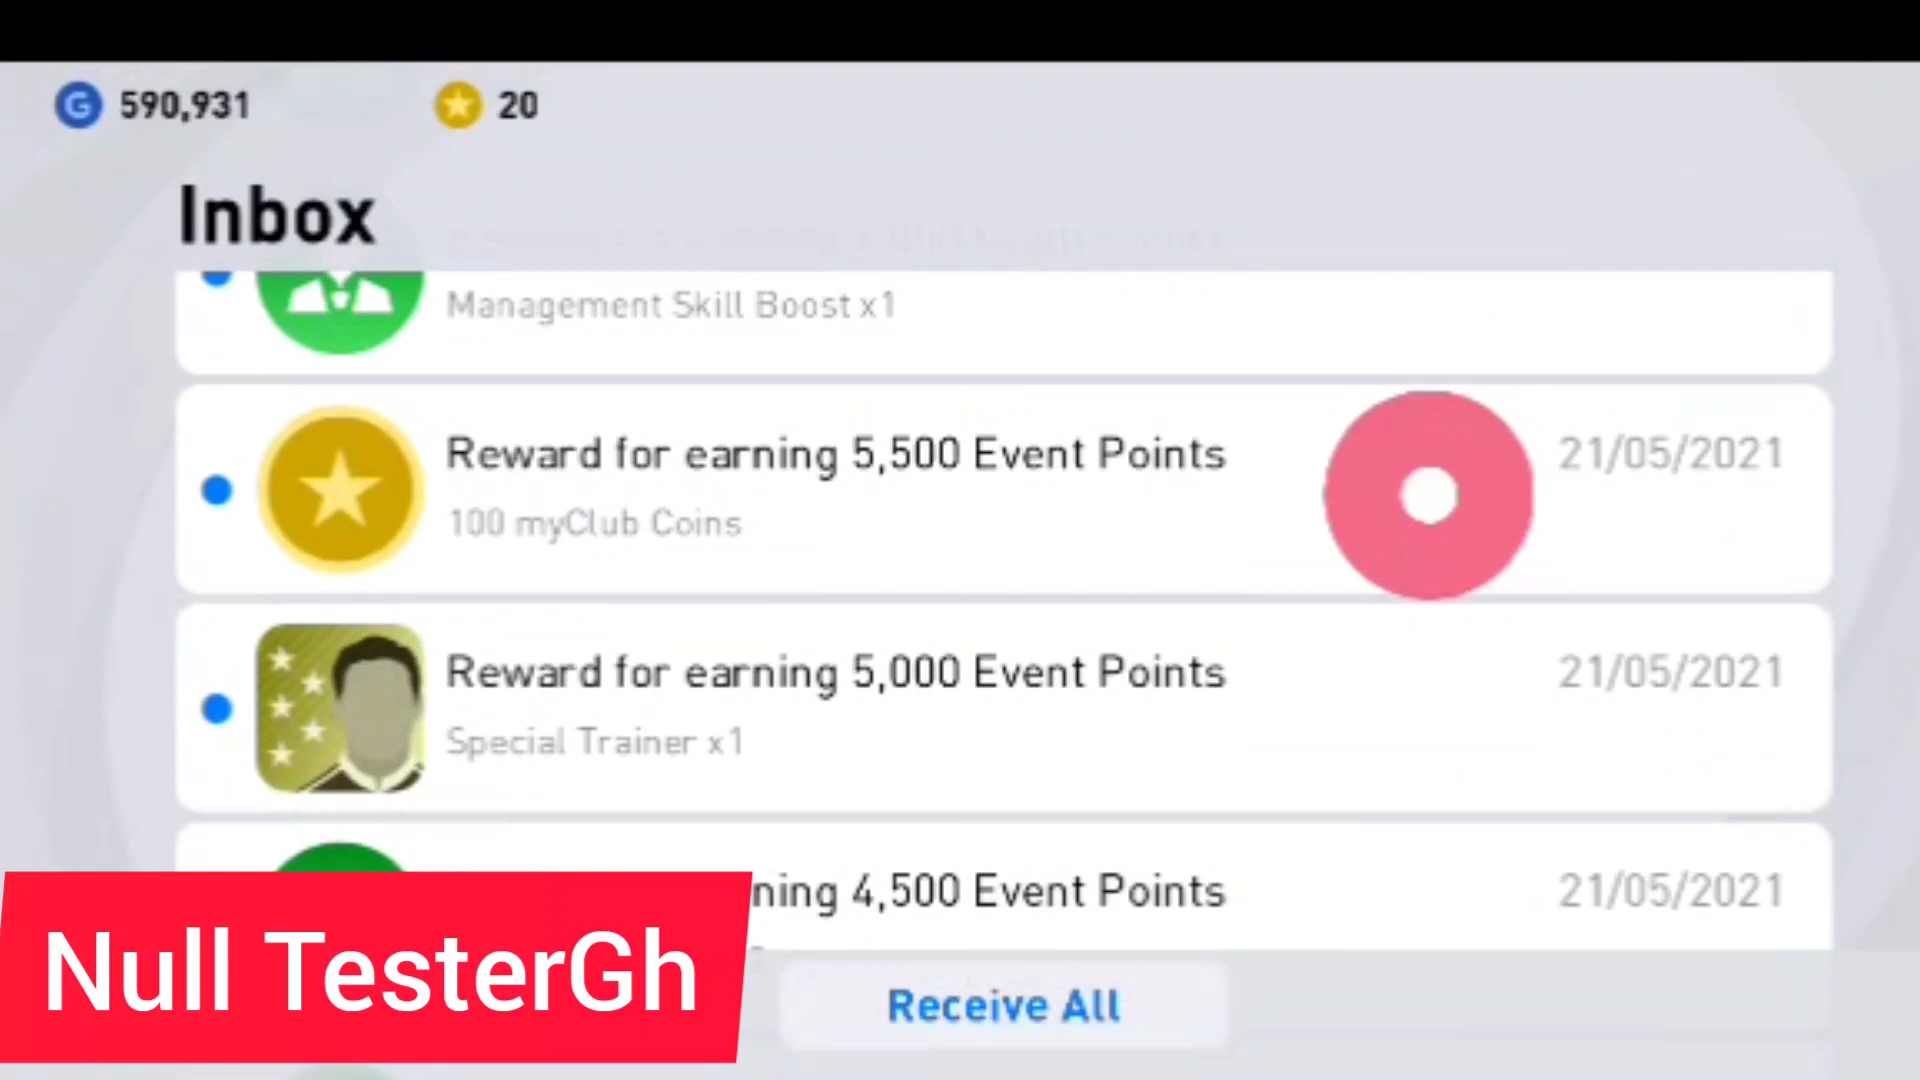 G 590,931 20
Inbox
Management Skill Boost x1
Reward for earning 5,500 Event Points 21/05/2021
100 myClub Coins
Reward for earning 5,000 Event Points 21/05/2021
Special Trainer x1
ning 4,500 Event Points 21/05/2021
Null TesterGh
Receive All